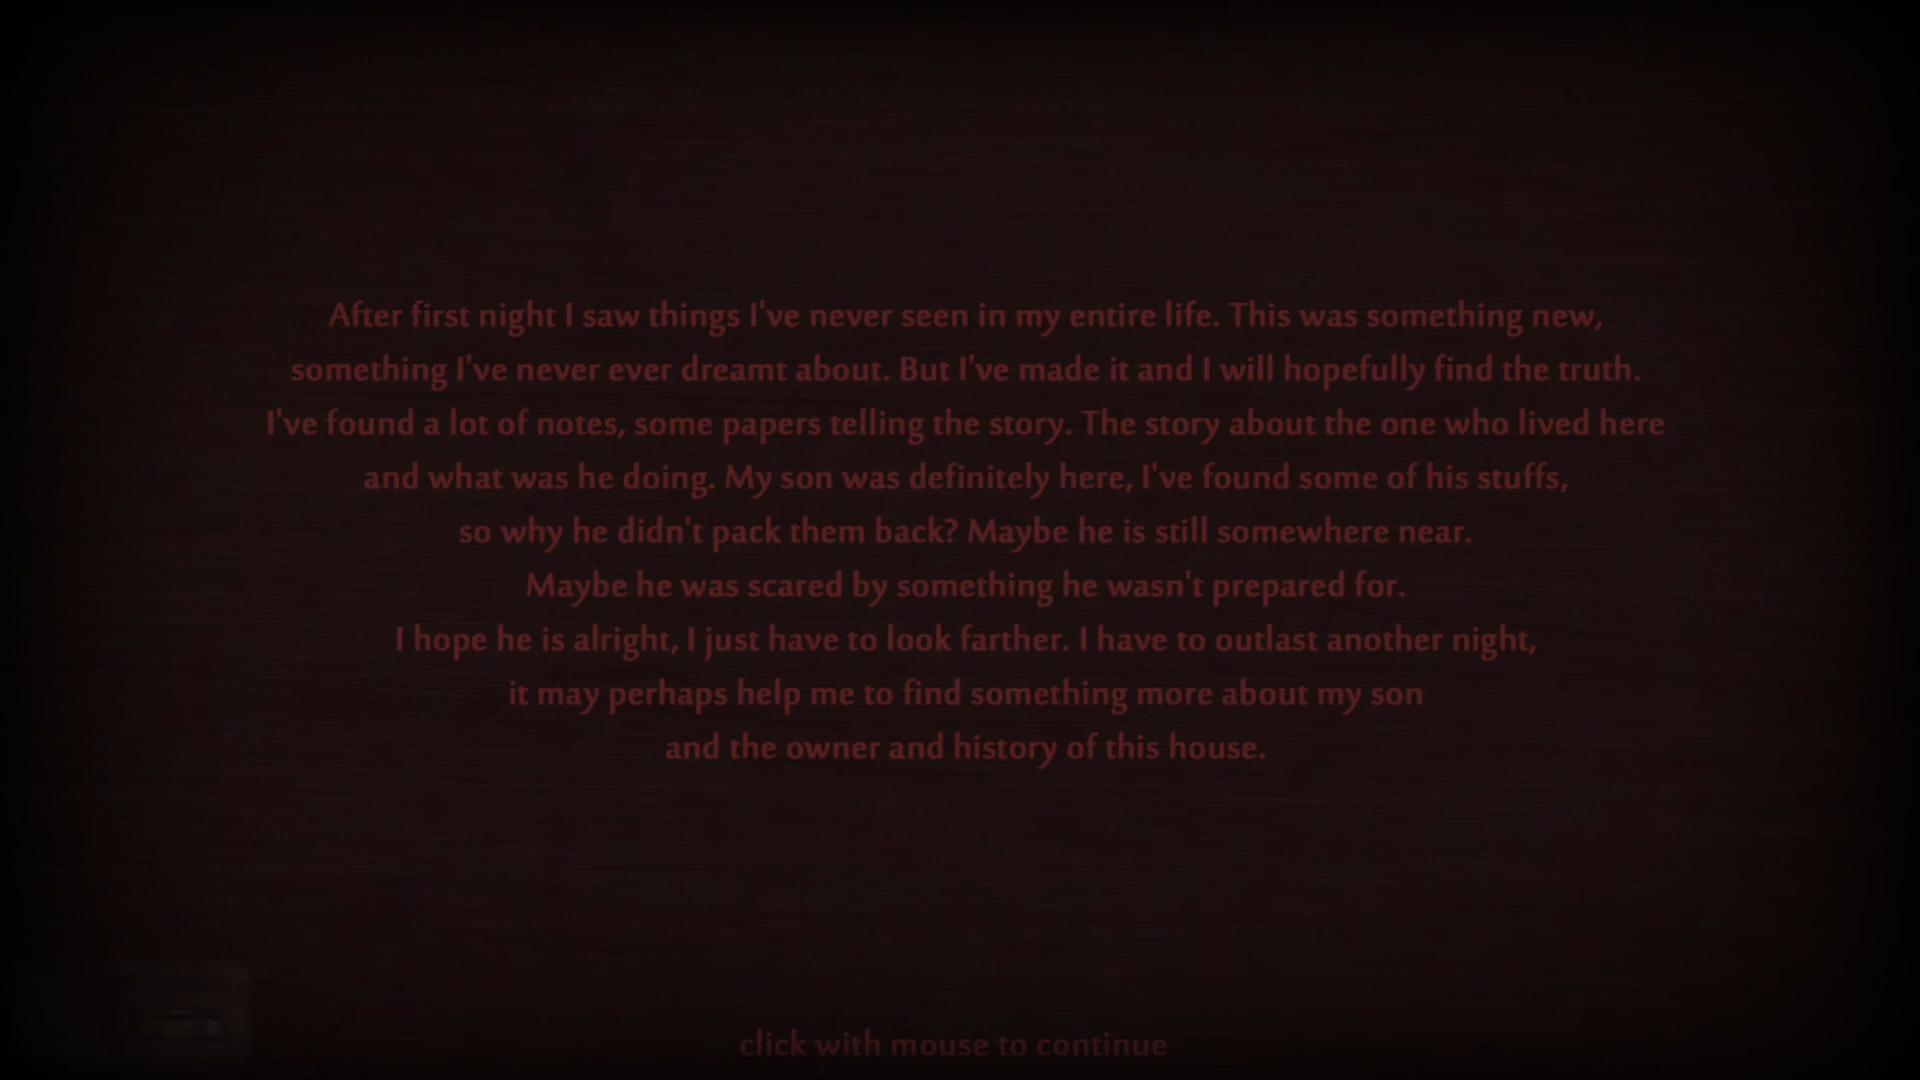 After first night I saw things I've never seen in my entire life. This was something new,
something I've never ever dreamt about. But I've made it and I will hopefully find the truth.
I've found a lot of notes, some papers telling the story. The story about the one who lived here
and what was he doing. My son was definitely here, I've found some of his stuffs,
so why he didn't pack them back? Maybe he is still somewhere near.
Maybe he was scared by something he wasn't prepared for.
I hope he is alright, I just have to look farther. I have to outlast another night,
it may perhaps help me to find something more about my son
and the owner and history of this house.
click with mouse to continue